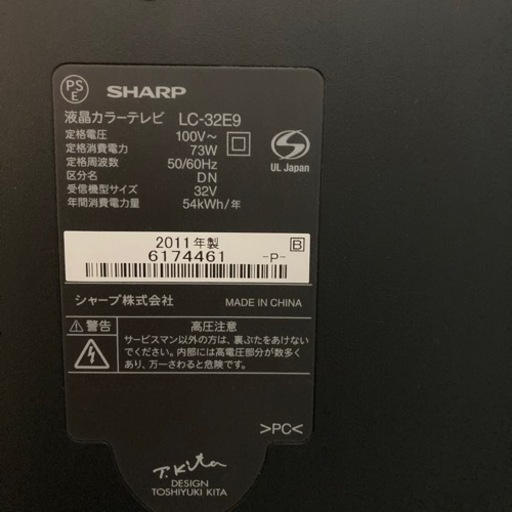 PS E
SHARP
液晶カラーテレビ LC-32E9
定格電圧 100V～
定格消費電力 73W
定格周波数 50/60Hz
区分名 DN
受信機型サイズ 32V
年間消費電力量 54kWh/年
S
UL Japan
2011年製 B
6174461 -P-
シャープ株式会社 MADE IN CHINA
警告 高圧注意
サービスマン以外の方は、裏ぶたをあけない
でください。内部には高電圧部分が数多く
あり、万一さわると危険です。
>PC<
T.Kita
DESIGN
TOSHIYUKI KITA